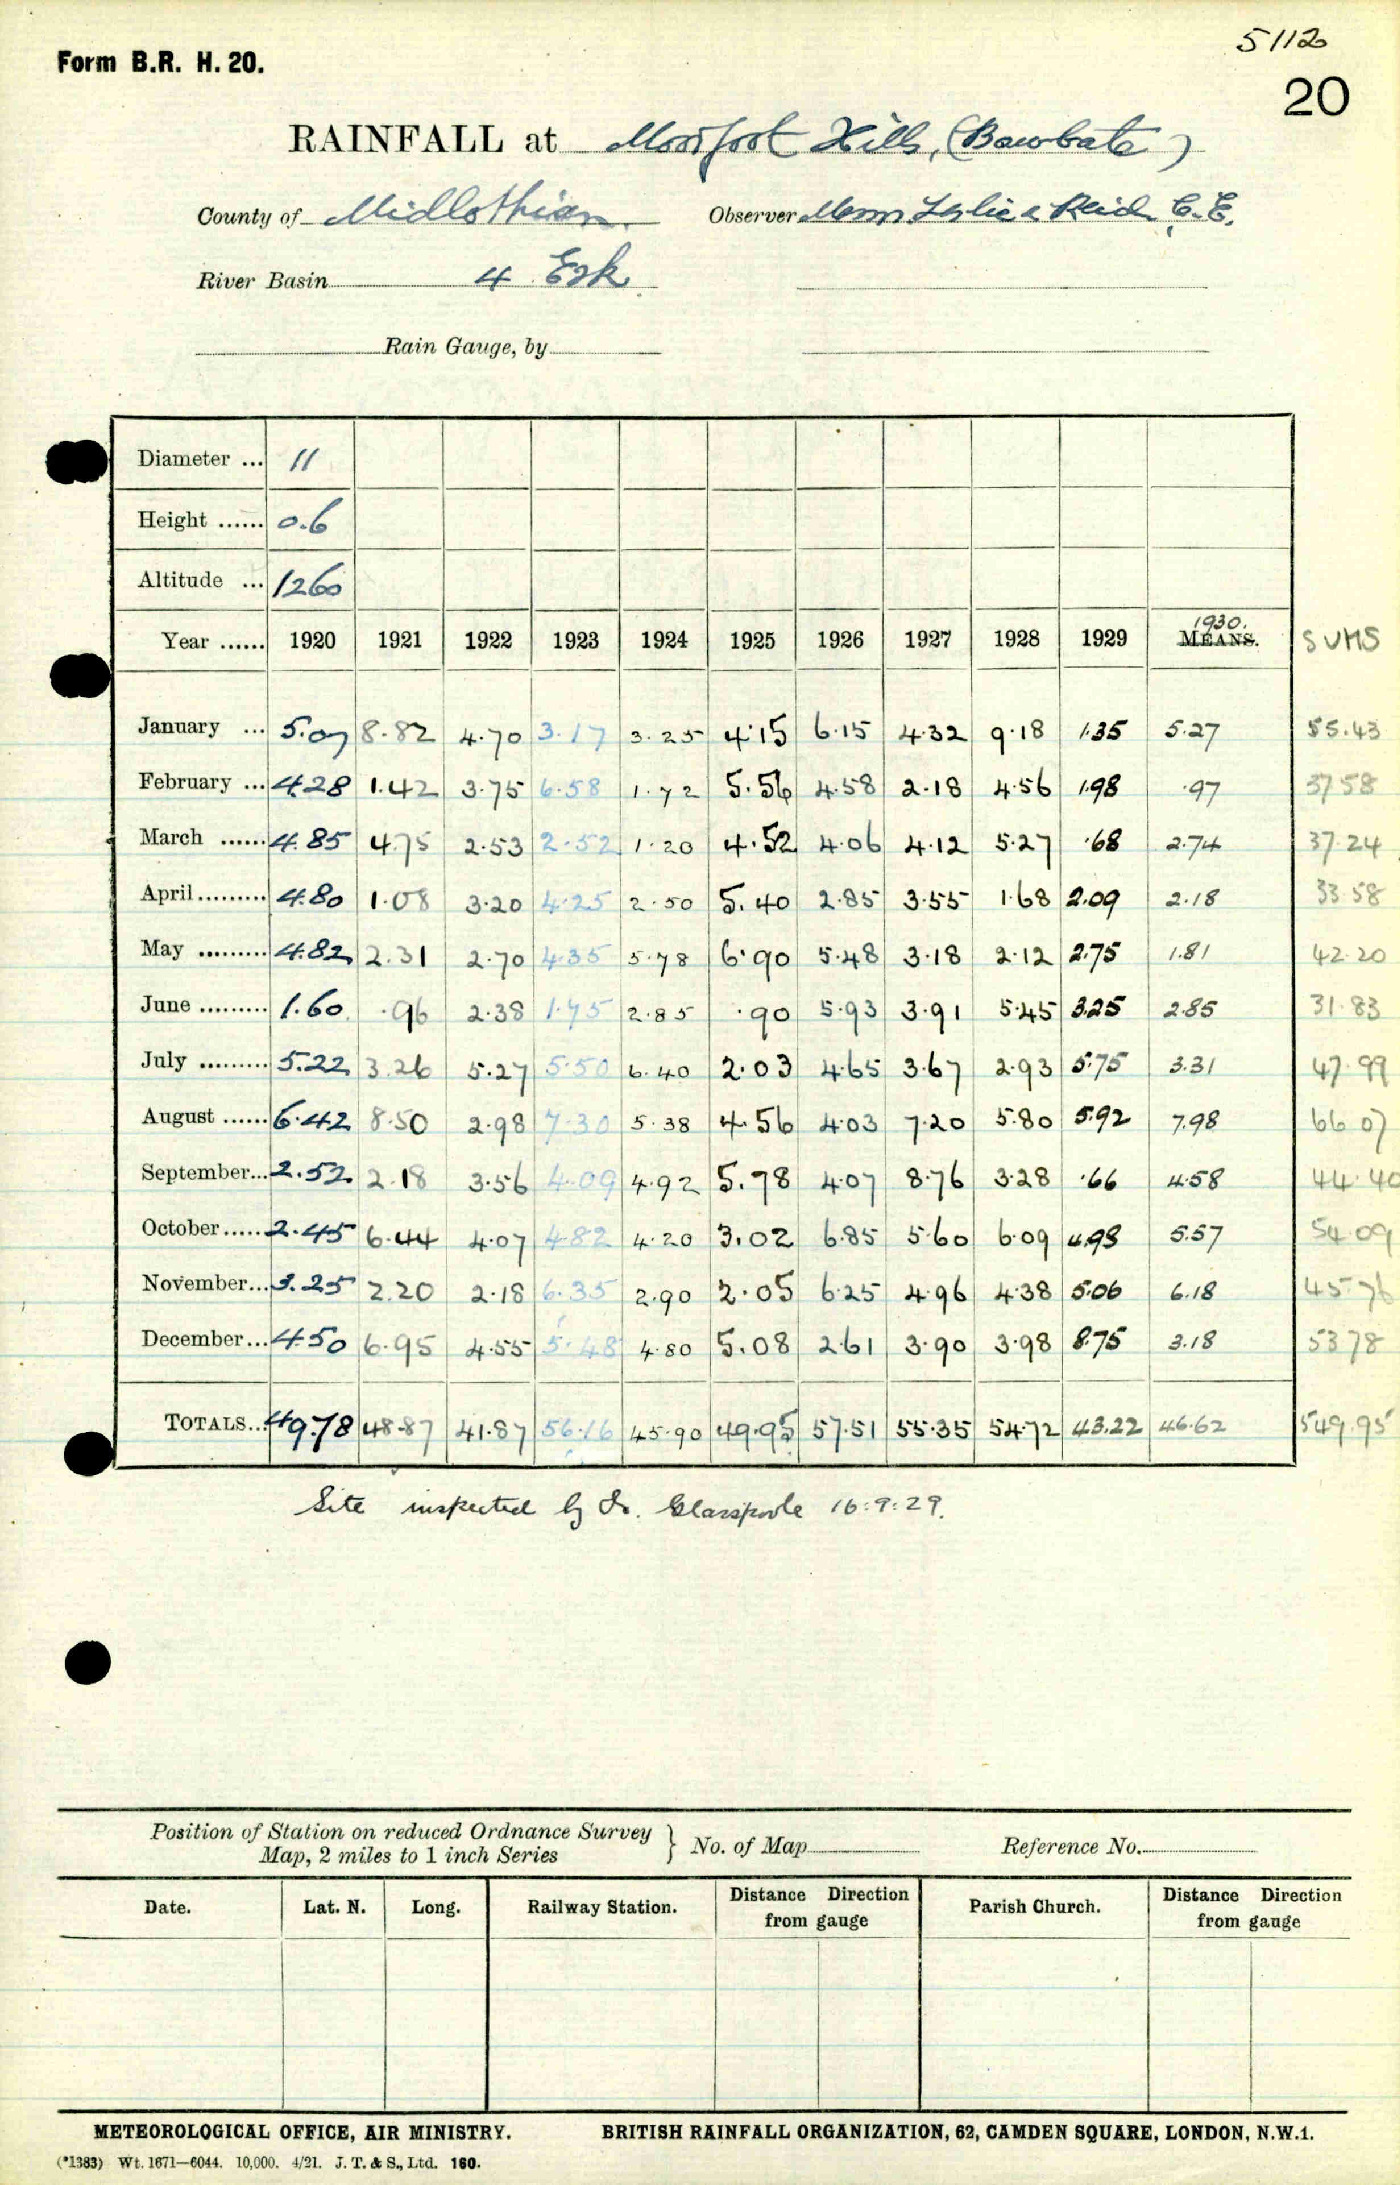 5112
Form B.R. H. 20.
20
RAINFALL at Moorfoot Hills, (Bowbate)
County of Midlothian. Observer Messrs Leslie & Reid, C.E.
River Basin 4 Esk
Rain Gauge, by
Diameter ... 11
Height ...... 0.6
Altitude ... 1260
1930.
Year ...... 1920 1921 1922 1923 1924 1925 1926 1927 1928 1929 MEANS. SUMS
January ... 5.07 8.82 4.70 3.17 3.25 4.15 6.15 4.32 9.18 1.35 5.27 55.43
February ... 4.28 1.42 3.75 6.58 1.72 5.56 4.58 2.18 4.56 1.98 .97 37 58
March ...... 4.85 4.75 2.53 2.52 1.20 4.52 4.06 4.12 5.27 .68 2.74 37.24
April ......... 4.80 1.08 3.20 4.25 2.50 5.40 2.85 3.55 1.68 2.09 2.18 33 58
May ......... 4.82 2.31 2.70 4.35 5.78 6.90 5.48 3.18 2.12 2.75 1.81 42.20
June ......... 1.60 .96 2.38 1.75 2.85 .90 5.93 3.91 5.45 3.25 2.85 31.83
July ......... 5.22 3.26 5.27 5.50 6.40 2.03 4.65 3.67 2.93 5.75 3.31 47.99
August ...... 6.42 8.50 2.98 7.30 5.38 4.56 4.03 7.20 5.80 5.92 7.98 66 07
September... 2.52 2.18 3.56 4.09 4.92 5.78 4.07 8.76 3.28 .66 4.58 44.40
October...... 2.45 6.44 4.07 4.82 4.20 3.02 6.85 5.60 6.09 4.98 5.57 54.09
November... 3.25 2.20 2.18 6.35 2.90 2.05 6.25 4.96 4.38 5.06 6.18 45.76
December... 4.50 6.95 4.55 5.48 4.80 5.08 2.61 3.90 3.98 8.75 3.18 53 78
TOTALS... 49.78 48.87 41.87 56.16 45.90 49.95 57.51 55.35 54.72 43.22 46.62 549.95
Site inspected by Dr. Glasspoole 16:9:29.
Position of Station on reduced Ordnance Survey
Map, 2 miles to 1 inch Series } No. of Map Reference No.
Date. Lat. N. Long. Railway Station. Distance Direction from gauge Parish Church. Distance Direction from gauge
METEOROLOGICAL OFFICE, AIR MINISTRY. BRITISH RAINFALL ORGANIZATION, 62, CAMDEN SQUARE, LONDON, N.W.1.
(*1383) Wt. 1671—6044. 10,000. 4/21. J. T. & S., Ltd. 160.